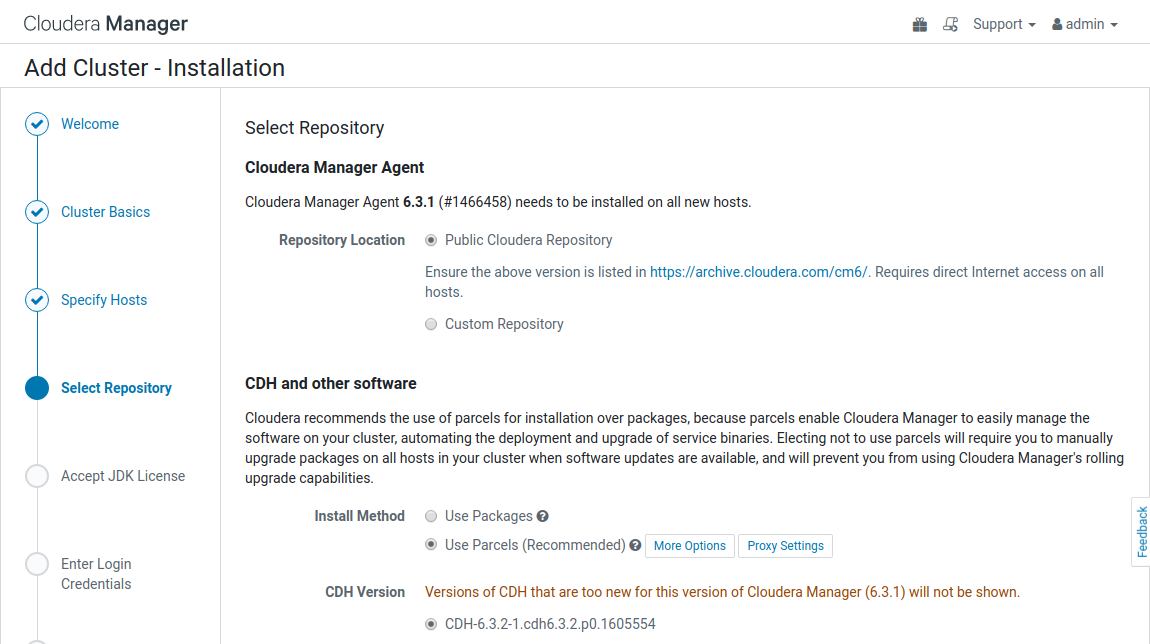 Cloudera Manager
Support
admin
Add Cluster - Installation
Welcome
Cluster Basics
Specify Hosts
Select Repository
Accept JDK License
Enter Login
Credentials
Select Repository
Cloudera Manager Agent
Cloudera Manager Agent 6.3.1 (#1466458) needs to be installed on all new hosts.
Repository Location
Public Cloudera Repository
Ensure the above version is listed in https://archive.cloudera.com/cm6/. Requires direct Internet access on all
hosts.
Custom Repository
CDH and other software
Cloudera recommends the use of parcels for installation over packages, because parcels enable Cloudera Manager to easily manage the
software on your cluster, automating the deployment and upgrade of service binaries. Electing not to use parcels will require you to manually
upgrade packages on all hosts in your cluster when software updates are available, and will prevent you from using Cloudera Manager's rolling
upgrade capabilities.
Install Method
Use Packages ?
Use Parcels (Recommended) ? More Options Proxy Settings
CDH Version
Versions of CDH that are too new for this version of Cloudera Manager (6.3.1) will not be shown.
CDH-6.3.2-1.cdh6.3.2.p0.1605554
Feedback